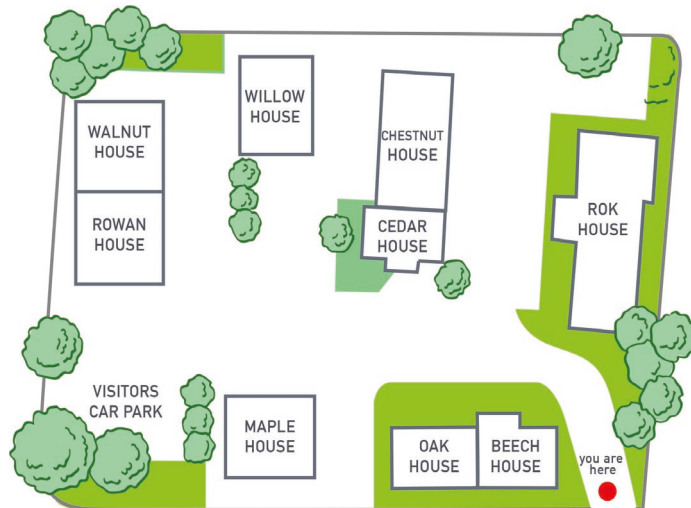 WILLOW
HOUSE
WALNUT
HOUSE
CHESTNUT
HOUSE
ROWAN
HOUSE
CEDAR
HOUSE
ROK
HOUSE
VISITORS
CAR PARK
MAPLE
HOUSE
OAK
HOUSE
BEECH
HOUSE
you are
here